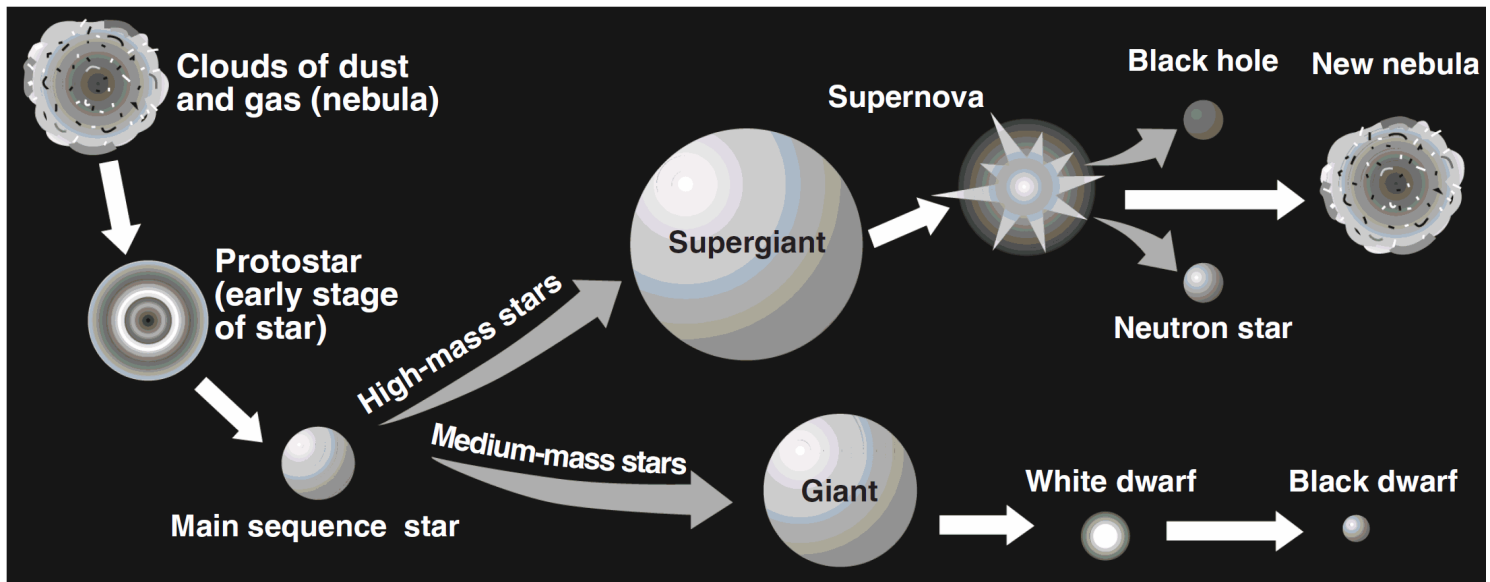 Clouds of dust
and gas (nebula)
Protostar
(early stage
of star)
Main sequence star
High-mass stars
Medium-mass stars
Supergiant
Supernova
Black hole
New nebula
Neutron star
Giant
White dwarf
Black dwarf